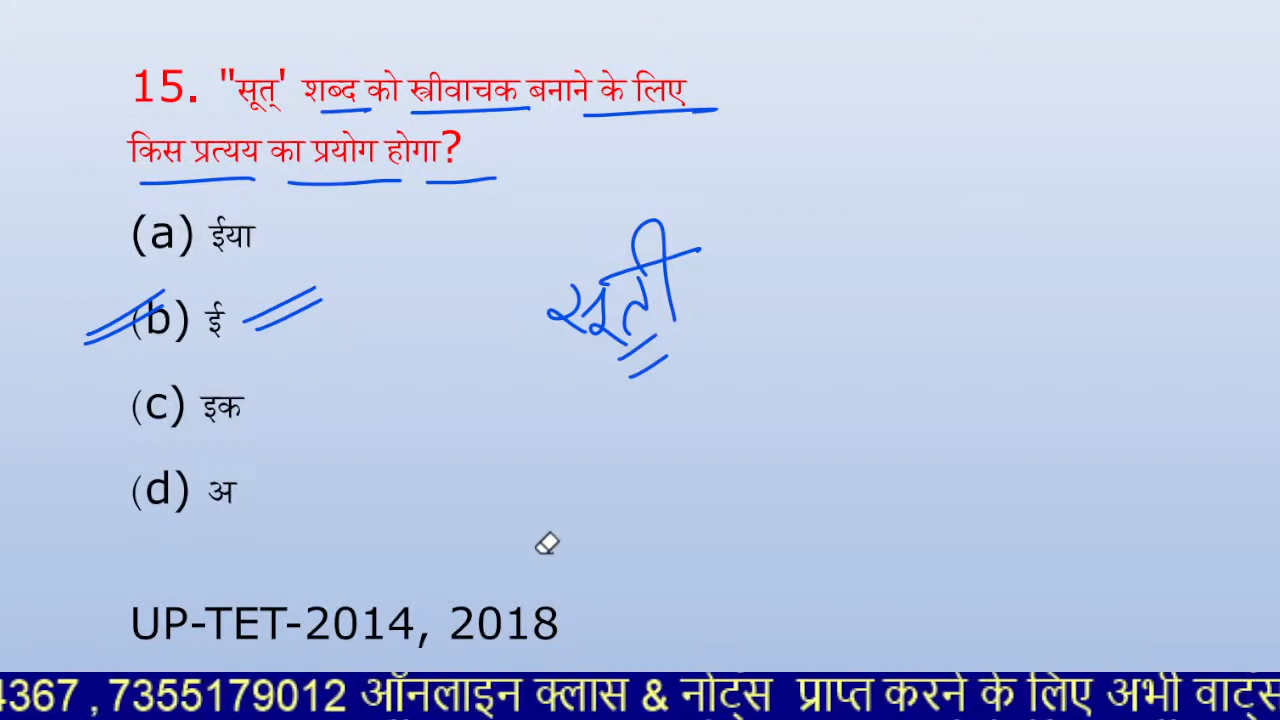 15. "सूत्' शब्द को स्त्रीवाचक बनाने के लिए
किस प्रत्यय का प्रयोग होगा?
(a) ईया
(b) ई
सूती
(c) इक
(d) अ
UP-TET-2014, 2018
4367 , 7355179012 ऑनलाइन क्लास & नोट्स प्राप्त करने के लिए अभी वाट्स